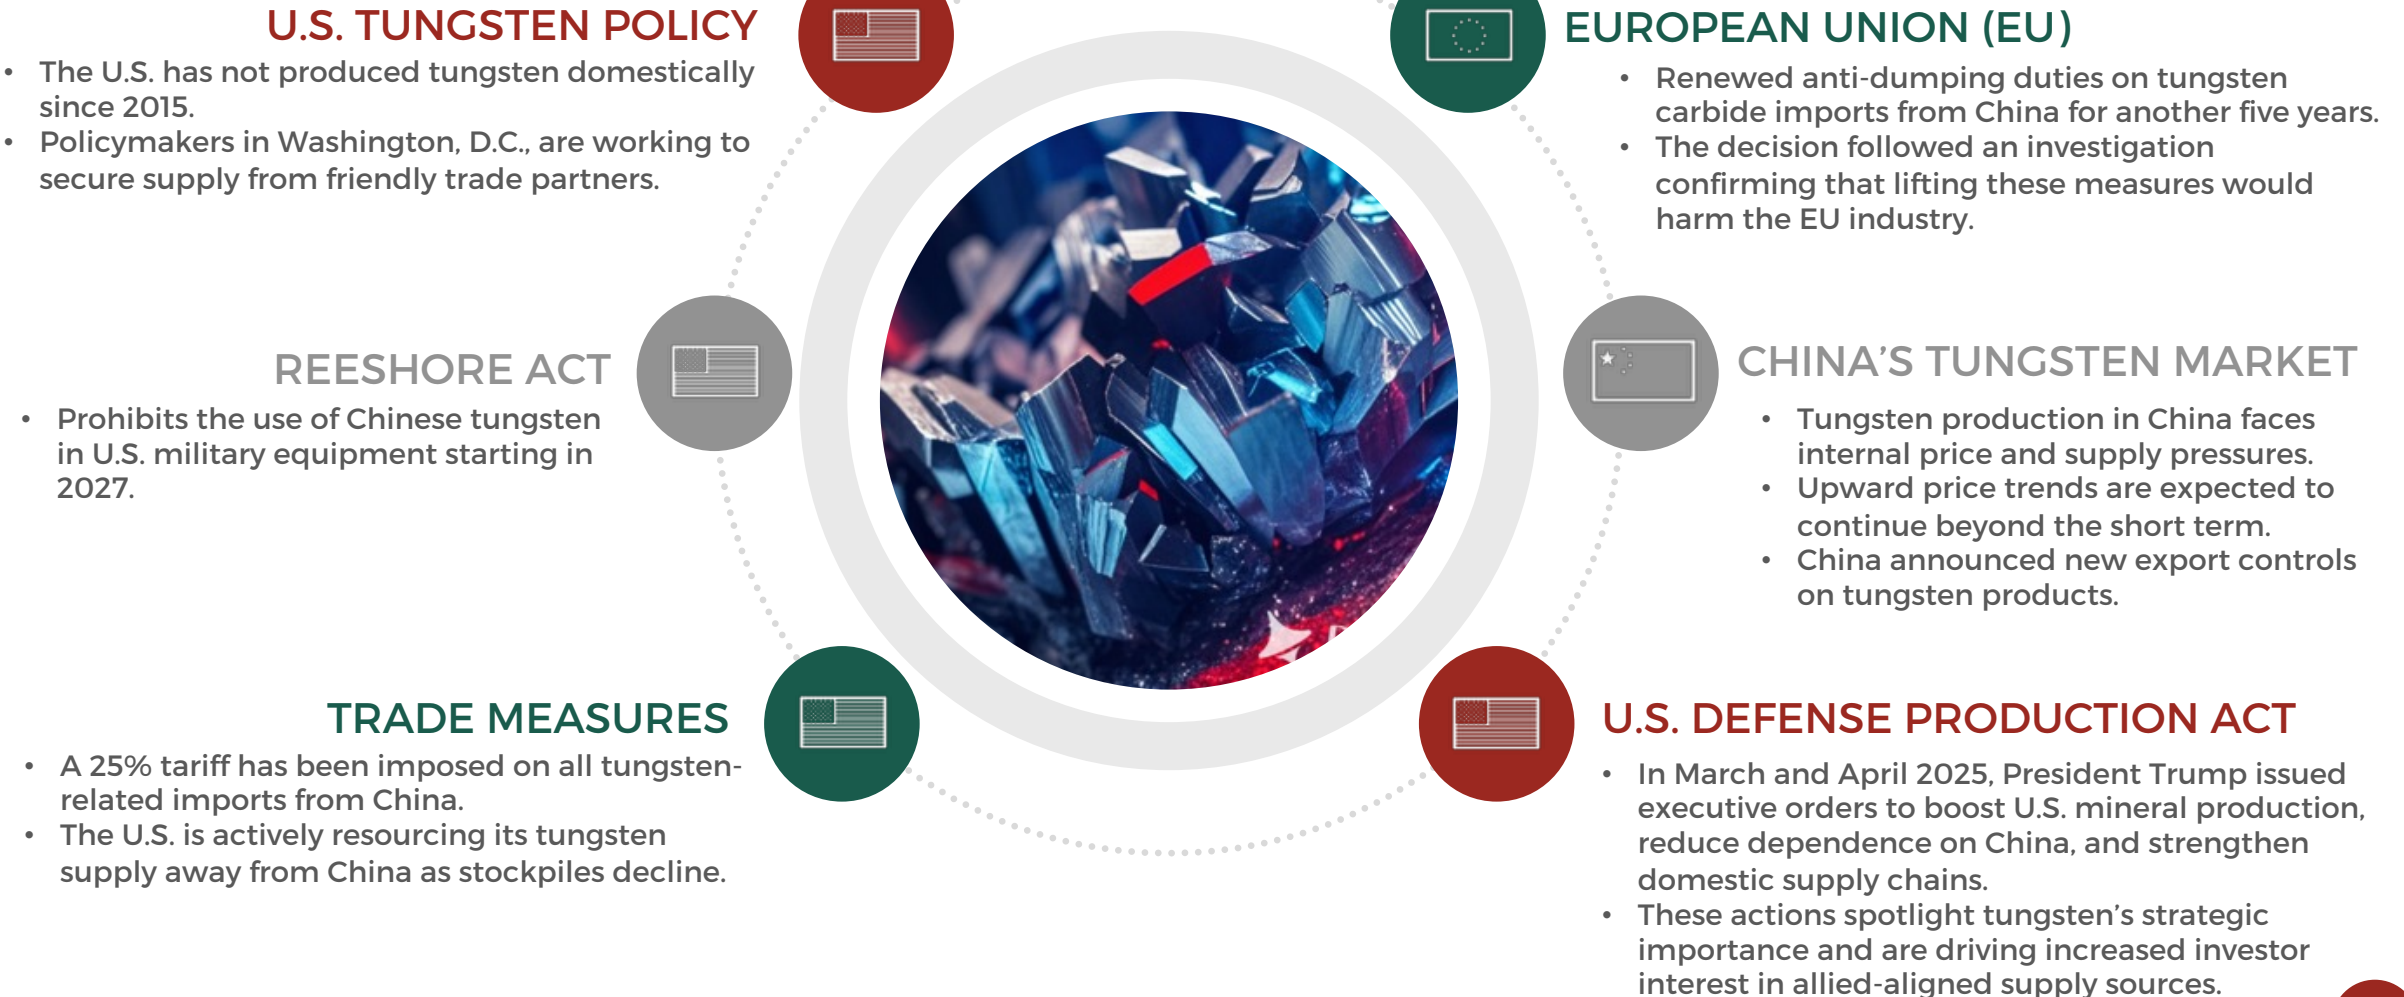 U.S. TUNGSTEN POLICY
• The U.S. has not produced tungsten domestically
since 2015.
• Policymakers in Washington, D.C., are working to
secure supply from friendly trade partners.
REESHORE ACT
• Prohibits the use of Chinese tungsten
in U.S. military equipment starting in
2027.
TRADE MEASURES
• A 25% tariff has been imposed on all tungsten-
related imports from China.
• The U.S. is actively resourcing its tungsten
supply away from China as stockpiles decline.
EUROPEAN UNION (EU)
• Renewed anti-dumping duties on tungsten
carbide imports from China for another five years.
• The decision followed an investigation
confirming that lifting these measures would
harm the EU industry.
CHINA’S TUNGSTEN MARKET
• Tungsten production in China faces
internal price and supply pressures.
• Upward price trends are expected to
continue beyond the short term.
• China announced new export controls
on tungsten products.
U.S. DEFENSE PRODUCTION ACT
• In March and April 2025, President Trump issued
executive orders to boost U.S. mineral production,
reduce dependence on China, and strengthen
domestic supply chains.
• These actions spotlight tungsten’s strategic
importance and are driving increased investor
interest in allied-aligned supply sources.